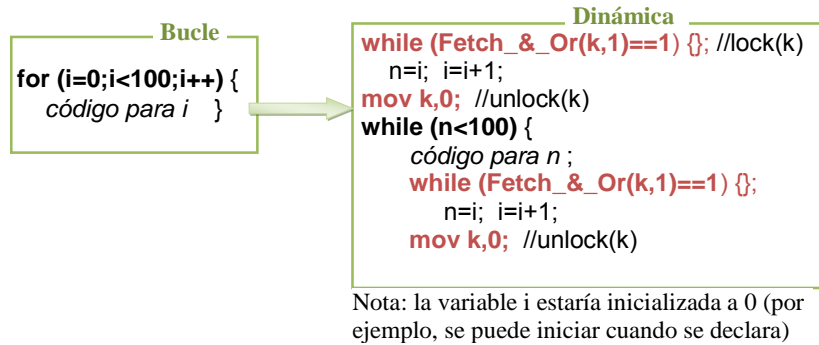 Bucle
for (i=0;i<100;i++) {
código para i }
Dinámica
while (Fetch_&_Or(k,1)==1) {}; //lock(k)
n=i; i=i+1;
mov k,0; //unlock(k)
while (n<100) {
código para n ;
while (Fetch_&_Or(k,1)==1) {};
n=i; i=i+1;
mov k,0; //unlock(k)
Nota: la variable i estaría inicializada a 0 (por
ejemplo, se puede iniciar cuando se declara)